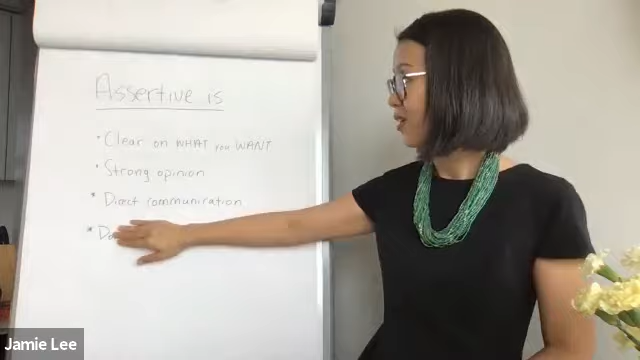 Assertive is
• Clear on WHAT you WANT
• Strong opinion
* Direct communication
*
Jamie Lee